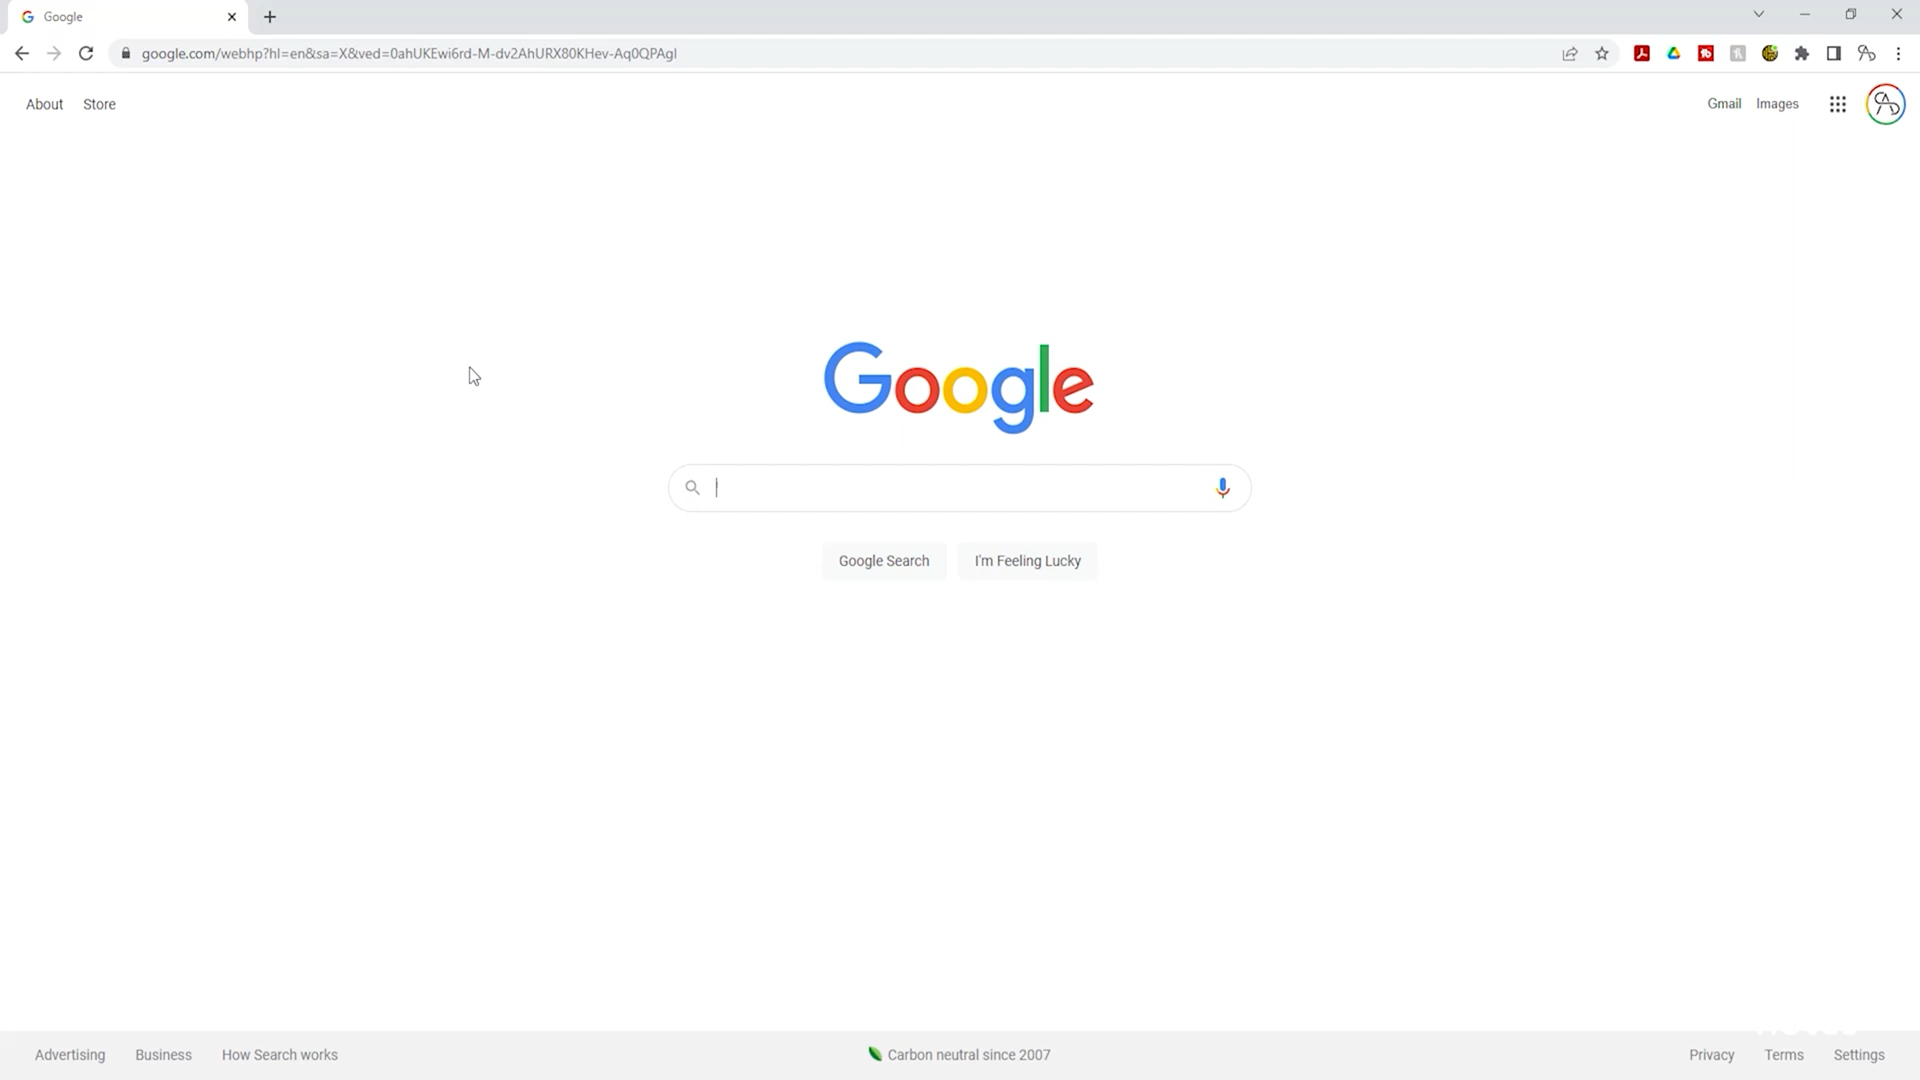 Google
google.com/webhp?hl=en&sa=X&ved=0ahUKEwi6rd-M-dv2AhURX80KHev-Aq0QPAgI
About Store
Gmail Images
Google
Google Search I'm Feeling Lucky
Advertising Business How Search works
Carbon neutral since 2007
Privacy Terms Settings